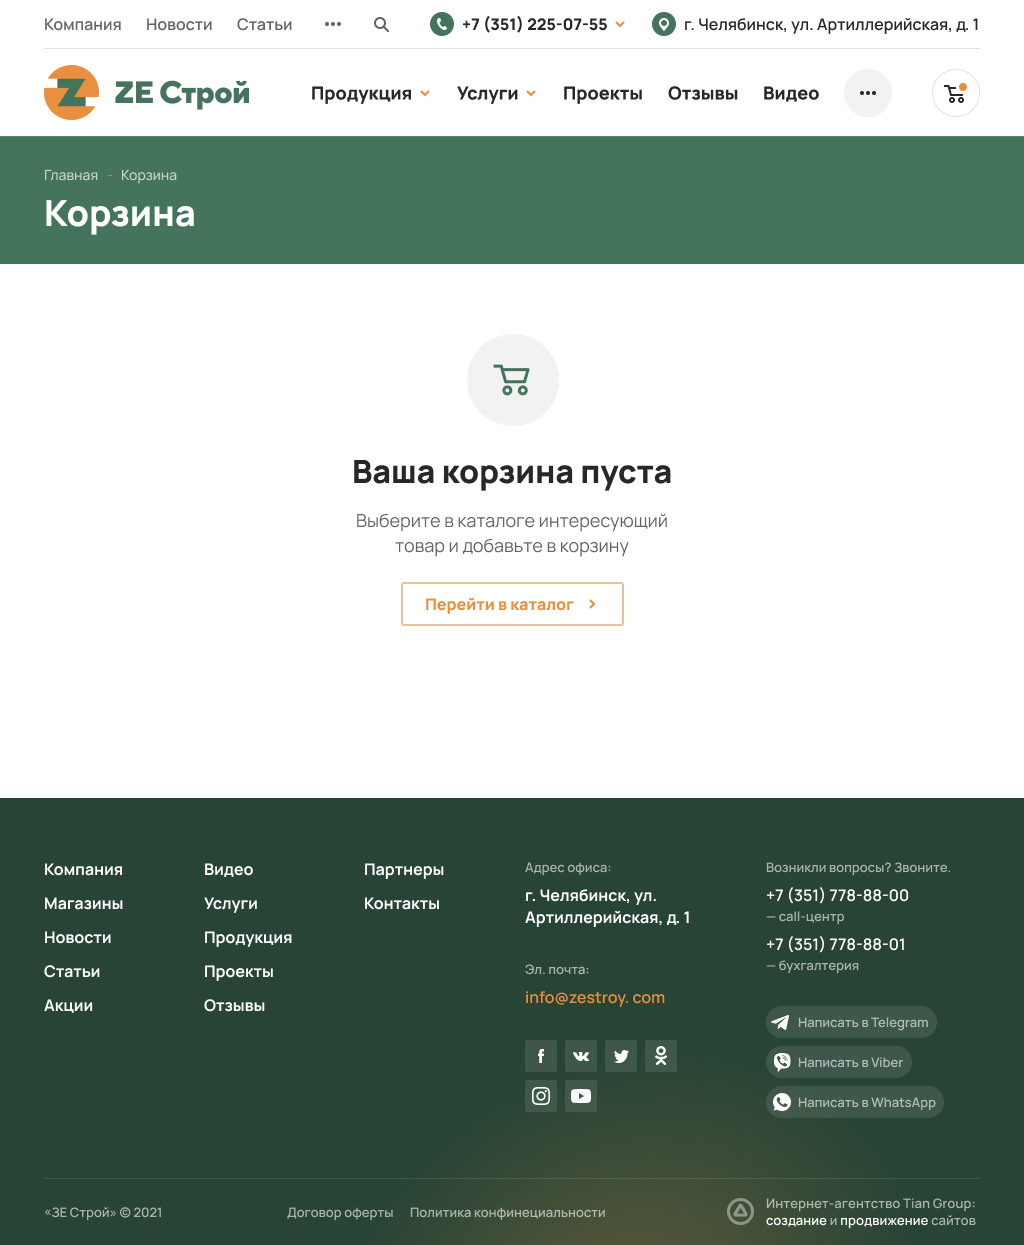 Компания Новости Статьи +7 (351) 225-07-55 г. Челябинск, ул. Артиллерийская, д. 1
ZE Строй Продукция Услуги Проекты Отзывы Видео
Главная - Корзина
Корзина
Ваша корзина пуста
Выберите в каталоге интересующий
товар и добавьте в корзину
Перейти в каталог
Компания
Магазины
Новости
Статьи
Акции
Видео
Услуги
Продукция
Проекты
Отзывы
Партнеры
Контакты
Адрес офиса:
г. Челябинск, ул.
Артиллерийская, д. 1
Эл. почта:
info@zestroy. com
Возникли вопросы? Звоните.
+7 (351) 778-88-00
— call-центр
+7 (351) 778-88-01
— бухгалтерия
Написать в Telegram
Написать в Viber
Написать в WhatsApp
«ЗЕ Строй» © 2021 Договор оферты Политика конфинециальности
Интернет-агентство Tian Group:
создание и продвижение сайтов